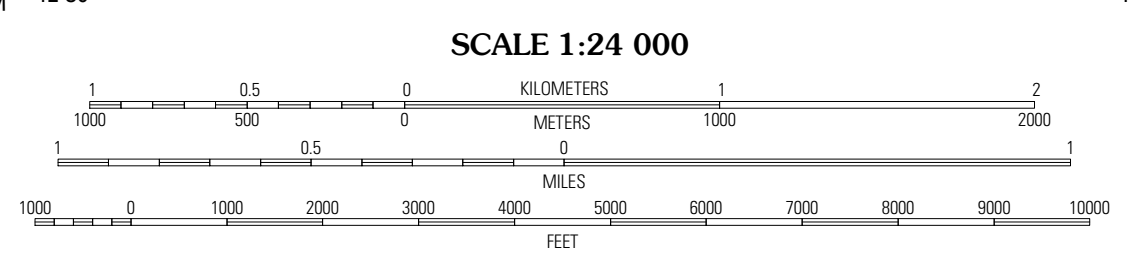 SCALE 1:24 000
1 0.5 0 KILOMETERS 1 2
1000 500 0 METERS 1000 2000
1 0.5 0 1
MILES
1000 0 1000 2000 3000 4000 5000 6000 7000 8000 9000 10000
FEET